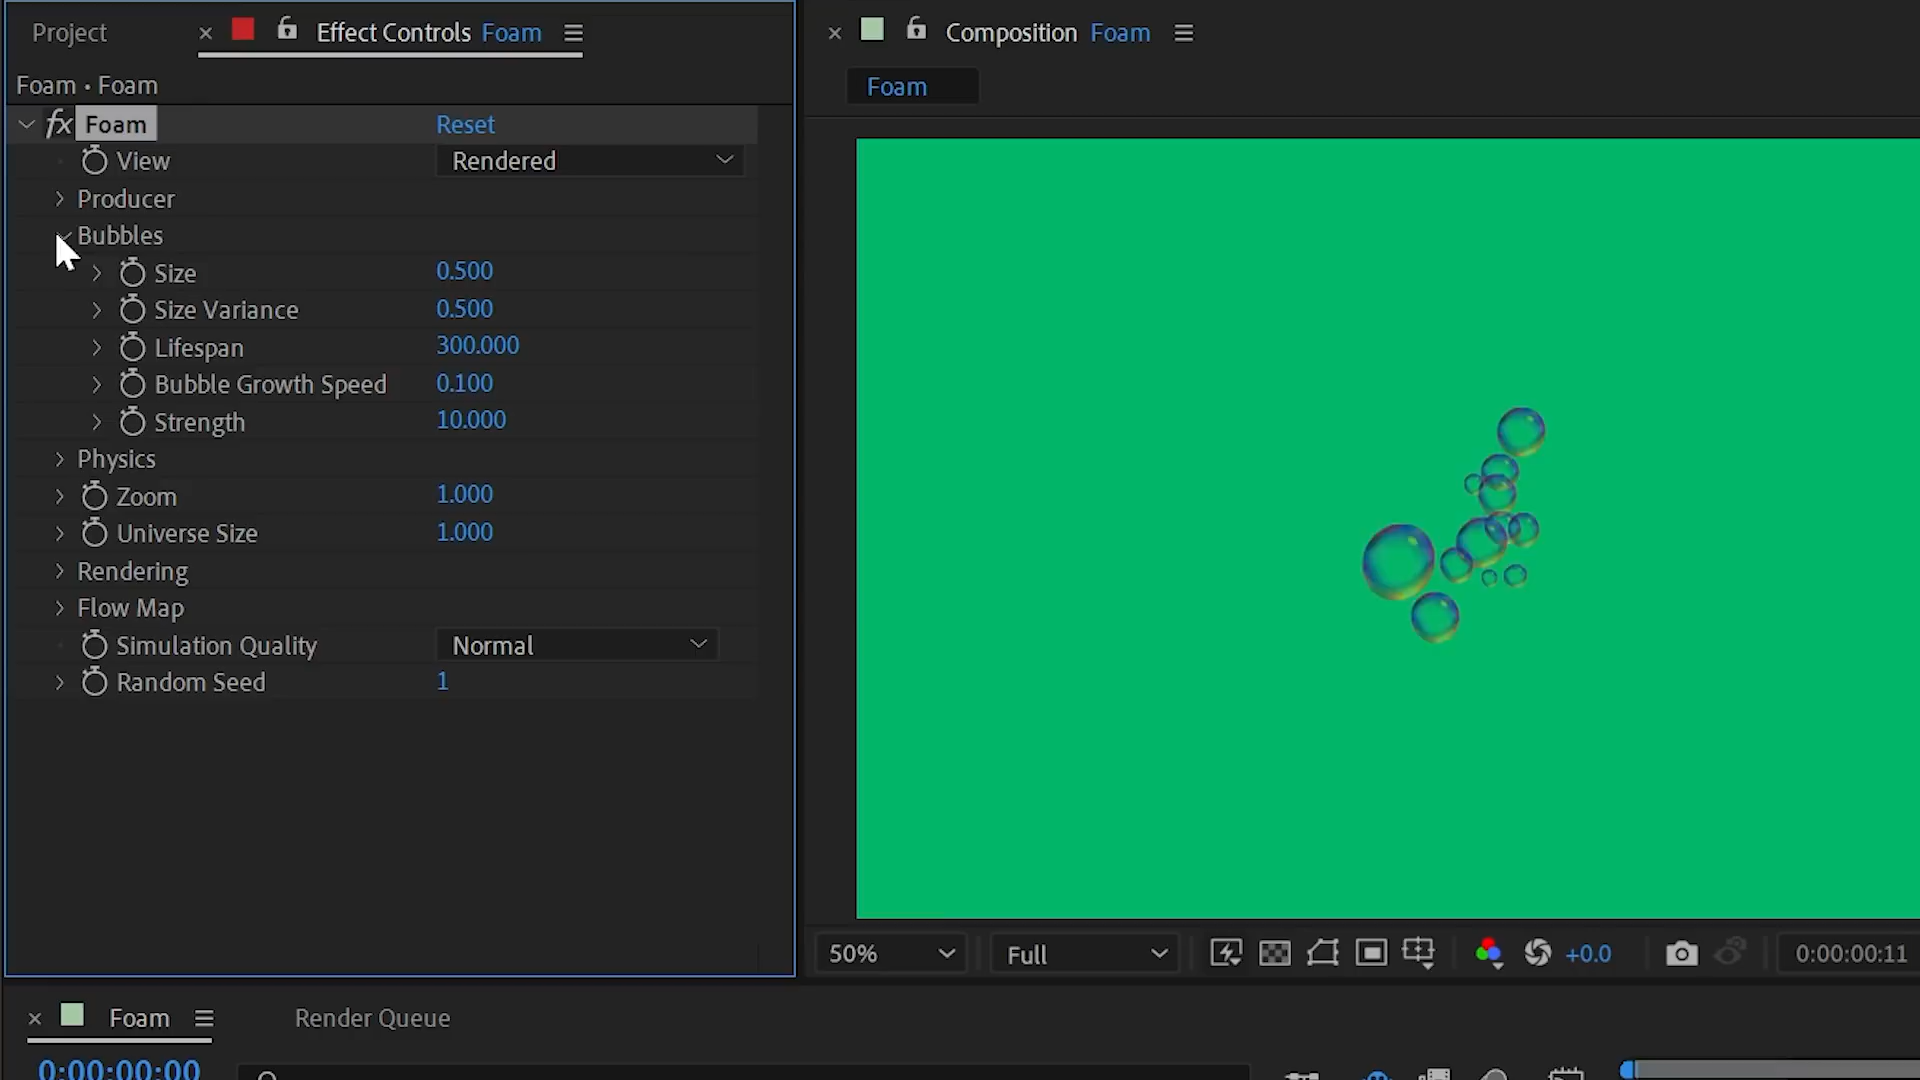 Project
Effect Controls Foam
Foam • Foam
fx Foam Reset
View Rendered
Producer
Bubbles
Size 0.500
Size Variance 0.500
Lifespan 300.000
Bubble Growth Speed 0.100
Strength 10.000
Physics
Zoom 1.000
Universe Size 1.000
Rendering
Flow Map
Simulation Quality Normal
Random Seed 1
Composition Foam
Foam
50% Full +0.0 0:00:00:11
Foam Render Queue
0:00:00:00